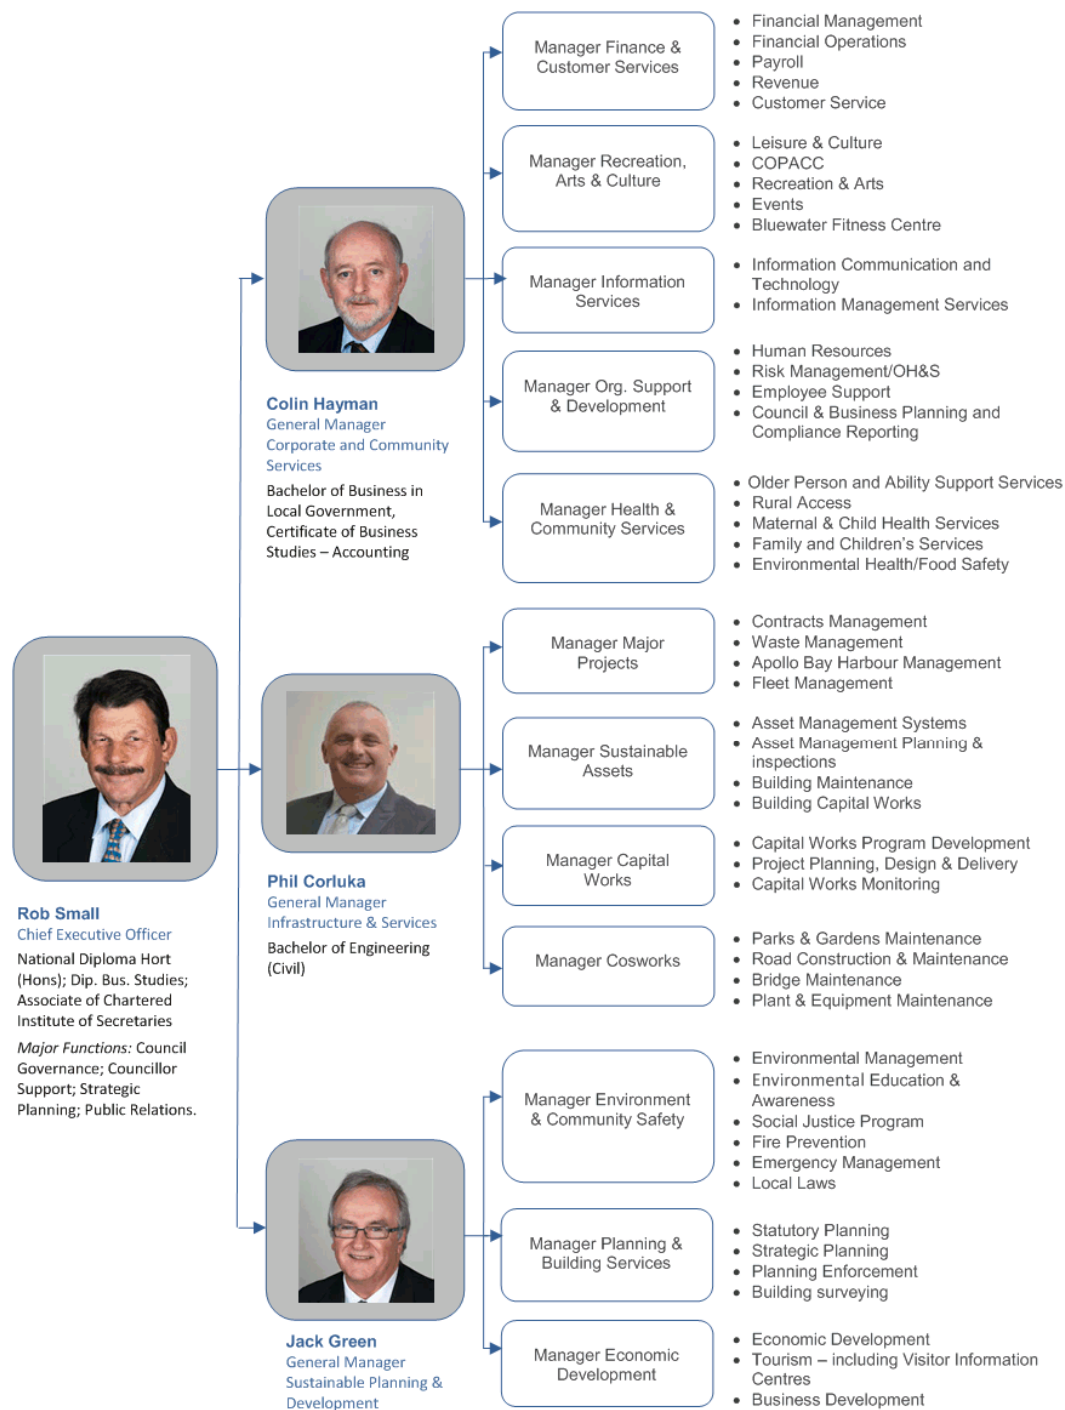 Manager Finance &
Customer Services
• Financial Management
• Financial Operations
• Payroll
• Revenue
• Customer Service
Manager Recreation,
Arts & Culture
• Leisure & Culture
• COPACC
• Recreation & Arts
• Events
• Bluewater Fitness Centre
Manager Information
Services
• Information Communication and
Technology
• Information Management Services
Manager Org. Support
& Development
• Human Resources
• Risk Management/OH&S
• Employee Support
• Council & Business Planning and
Compliance Reporting
Manager Health &
Community Services
• Older Person and Ability Support Services
• Rural Access
• Maternal & Child Health Services
• Family and Children's Services
• Environmental Health/Food Safety
Colin Hayman
General Manager
Corporate and Community
Services
Bachelor of Business in
Local Government,
Certificate of Business
Studies – Accounting
Manager Major
Projects
• Contracts Management
• Waste Management
• Apollo Bay Harbour Management
• Fleet Management
Manager Sustainable
Assets
• Asset Management Systems
• Asset Management Planning &
inspections
• Building Maintenance
• Building Capital Works
Manager Capital
Works
• Capital Works Program Development
• Project Planning, Design & Delivery
• Capital Works Monitoring
Manager Cosworks
• Parks & Gardens Maintenance
• Road Construction & Maintenance
• Bridge Maintenance
• Plant & Equipment Maintenance
Phil Corluka
General Manager
Infrastructure & Services
Bachelor of Engineering
(Civil)
Rob Small
Chief Executive Officer
National Diploma Hort
(Hons); Dip. Bus. Studies;
Associate of Chartered
Institute of Secretaries
Major Functions: Council
Governance; Councillor
Support; Strategic
Planning; Public Relations.
Manager Environment
& Community Safety
• Environmental Management
• Environmental Education &
Awareness
• Social Justice Program
• Fire Prevention
• Emergency Management
• Local Laws
Manager Planning &
Building Services
• Statutory Planning
• Strategic Planning
• Planning Enforcement
• Building surveying
Manager Economic
Development
• Economic Development
• Tourism – including Visitor Information
Centres
• Business Development
Jack Green
General Manager
Sustainable Planning &
Development